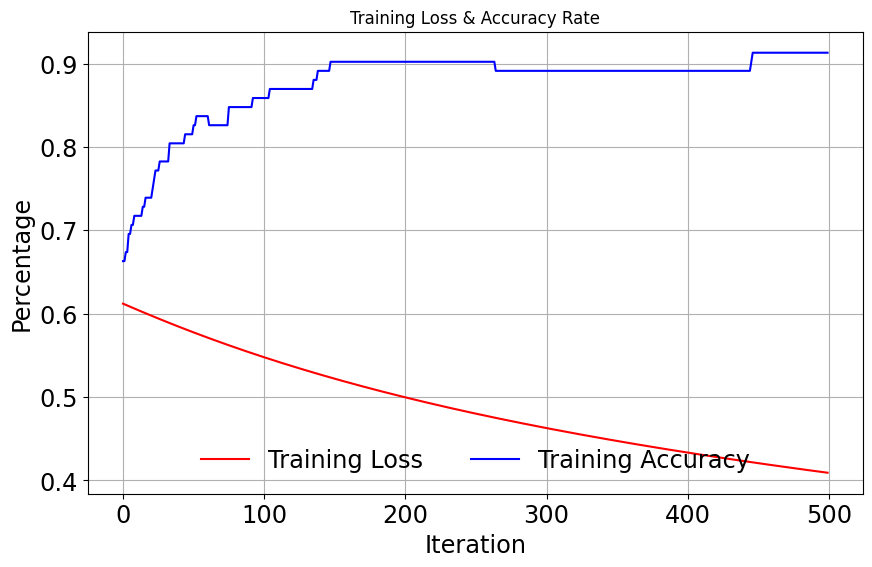 Training Loss & Accuracy Rate
Percentage
0.9
0.8
0.7
0.6
0.5
0.4
Training Loss Training Accuracy
0 100 200 300 400 500
Iteration